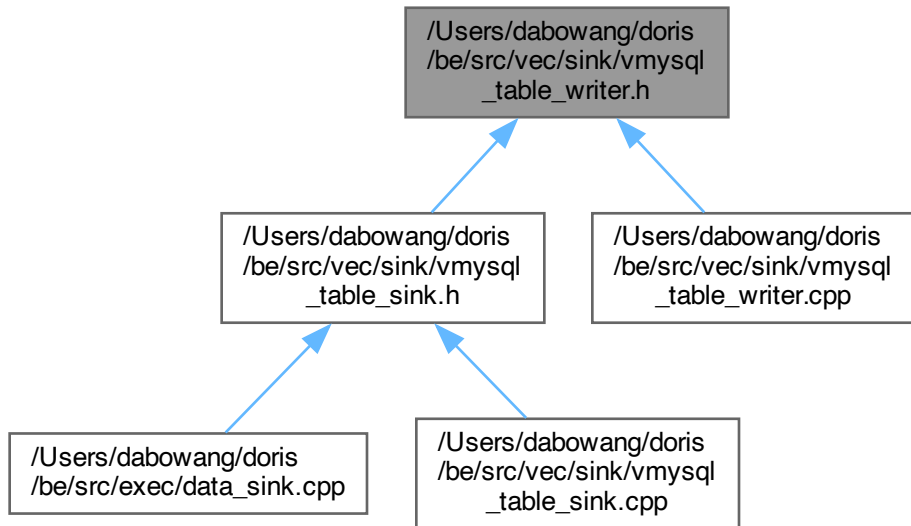 /Users/dabowang/doris
/be/src/vec/sink/vmysql
_table_writer.h
/Users/dabowang/doris
/be/src/vec/sink/vmysql
_table_sink.h
/Users/dabowang/doris
/be/src/vec/sink/vmysql
_table_writer.cpp
/Users/dabowang/doris
/be/src/exec/data_sink.cpp
/Users/dabowang/doris
/be/src/vec/sink/vmysql
_table_sink.cpp